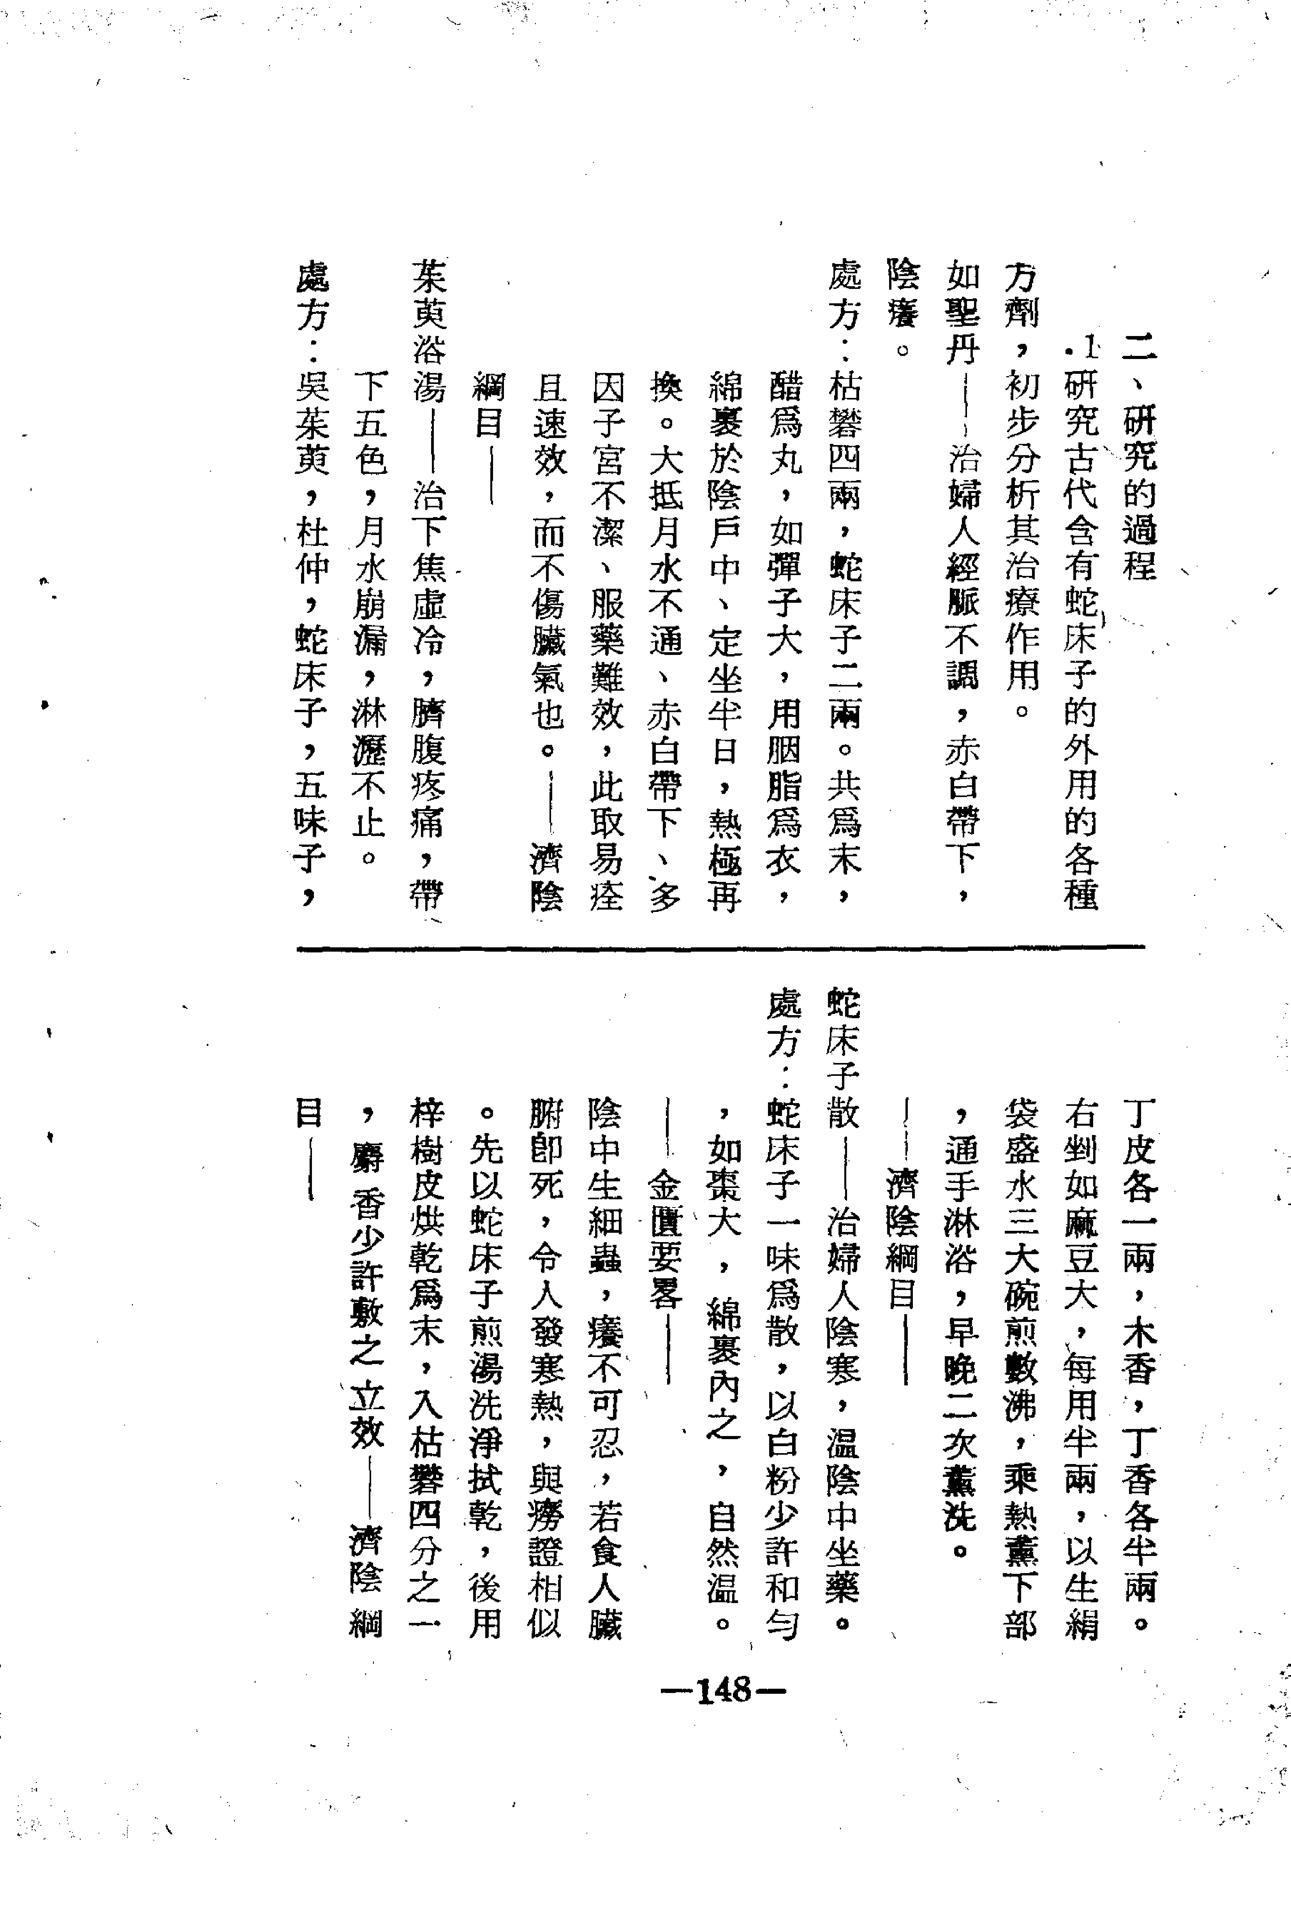 二、研究的過程
1.研究古代含有蛇床子的外用的各種
方劑，初步分析其治療作用。
如聖丹——治婦人經脈不調，赤白帶下，
陰癢。
處方：枯礬四兩，蛇床子二兩。共爲末，
醋爲丸，如彈子大，用胭脂爲衣，
綿裹於陰戶中、定坐半日，熱極再
換。大抵月水不通、赤白帶下、多
因子宮不潔、服藥難效，此取易痊
且速效，而不傷臟氣也。——濟陰
綱目——
茱萸浴湯——治下焦虛冷，臍腹疼痛，帶
下五色，月水崩漏，淋瀝不止。
處方：吳茱萸，杜仲，蛇床子，五味子，
丁皮各一兩，木香，丁香各半兩。
右剉如麻豆大，每用半兩，以生絹
袋盛水三大碗煎數沸，乘熱薰下部
，通手淋浴，早晚二次薰洗。
——濟陰綱目——
蛇床子散——治婦人陰寒，溫陰中坐藥。
處方：蛇床子一味爲散，以白粉少許和勻
，如棗大，綿裹內之，自然溫。
——金匱要畧——
陰中生細蟲，癢不可忍，若食人臟
腑卽死，令人發寒熱，與癆證相似
。先以蛇床子煎湯洗淨拭乾，後用
梓樹皮烘乾爲末，入枯礬四分之一
，麝香少許敷之立效——濟陰綱
目——
—148—